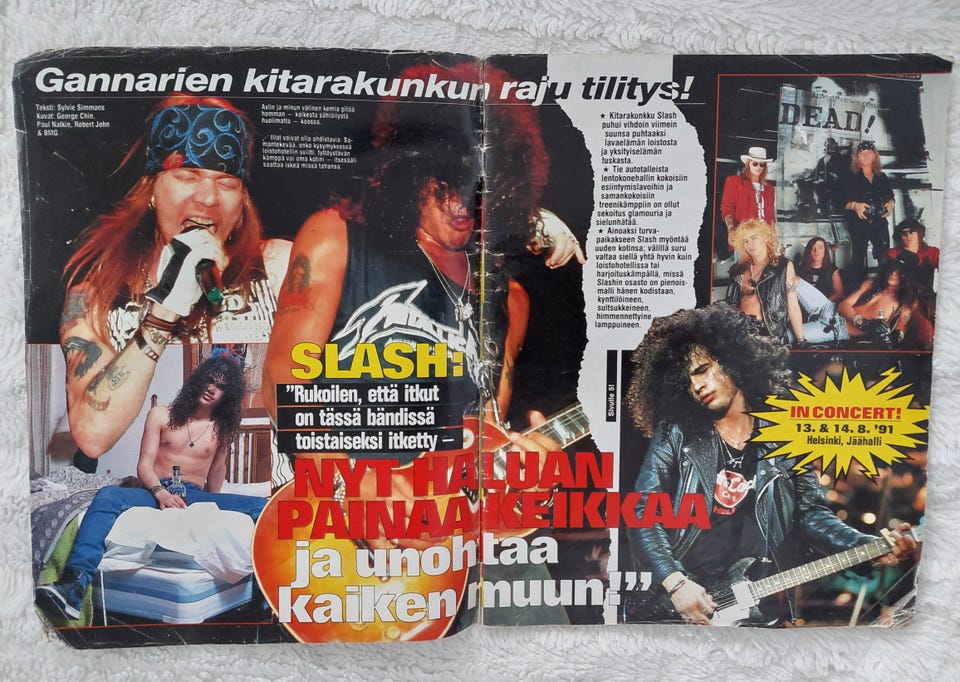 Gannarien kitarakunkun raju tilitys!
Teksti: Sylvie Simmons
Kuvat: George Chin,
Paul Natkin, Robert John
& BMG
Axlin ja minun välinen kemia pitää
homman — kaikesta sähläilystä
huolimatta — koossa.
Illat voivat olla ahdistavia. Sa-
mantekevää, onko kysymyksessä
loistohotellin sviitti, tyttöystävän
kämppä vai oma kotini — itsesääli
saattaa iskeä missä tahansa.
★ Kitarakunkku Slash
puhui vihdoin viimein
suunsa puhtaaksi
lavaelämän loistosta
ja yksityiselämän
tuskasta.
★ Tie autotalleista
lentokonehallin kokoisiin
esiintymislavoihin ja
samankokoisiin
treenikämppiin on ollut
sekoitus glamouria ja
sielunhätää.
★ Ainoaksi turva-
paikakseen Slash myöntää
uuden kotinsa; välillä suru
valtaa siellä yhtä hyvin kuin
loistohotellissa tai
harjoituskämpällä, missä
Slashin osasto on pienois-
malli hänen kodistaan,
kynttilöineen,
suitsukkeineen,
himmennettyine
lamppuineen.
DEAD!
SLASH:
"Rukoilen, että itkut
on tässä bändissä
toistaiseksi itketty –
NYT HALUAN
PAINAA KEIKKAA
ja unohtaa
kaiken muun!"
Sivulle 5!
IN CONCERT!
13. & 14. 8. '91
Helsinki, Jäähalli